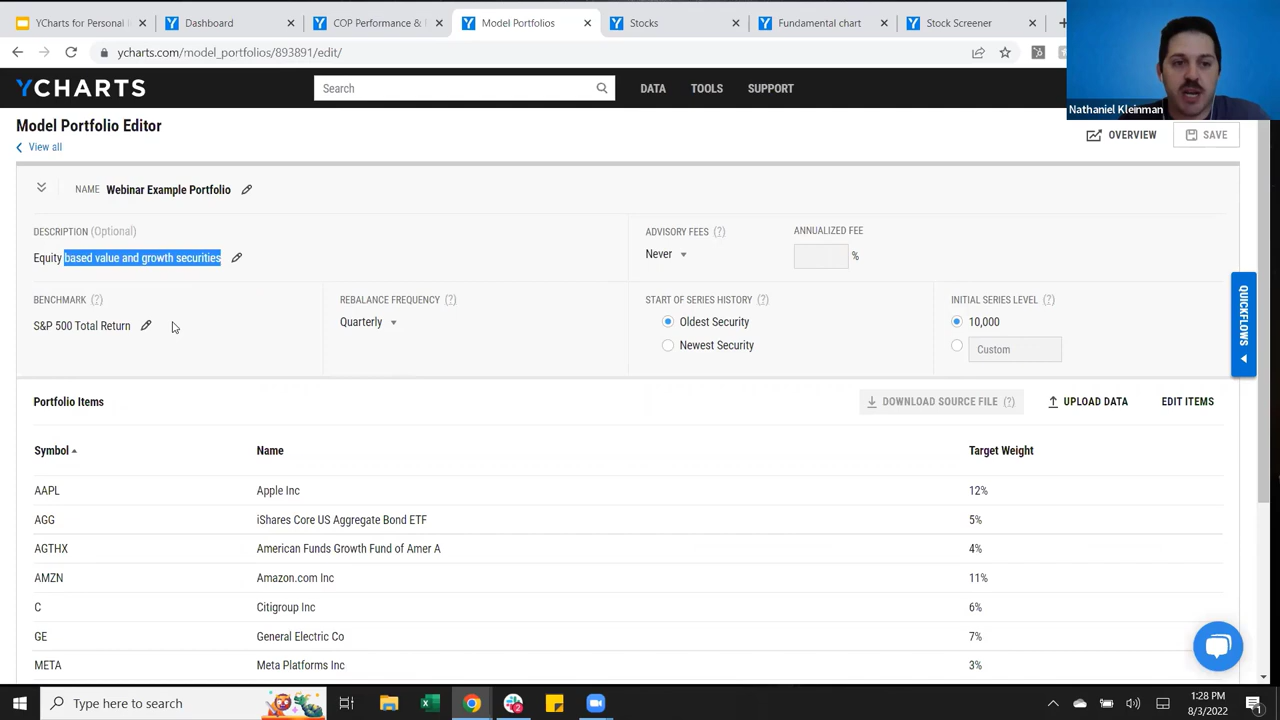 YCharts for Personal
Dashboard
COP Performance &
Model Portfolios
Stocks
Fundamental chart
Stock Screener
ycharts.com/model_portfolios/893891/edit/
YCHARTS
Search
DATA
TOOLS
SUPPORT
Nathaniel Kleinman
Model Portfolio Editor
View all
OVERVIEW
SAVE
NAME Webinar Example Portfolio
DESCRIPTION (Optional)
Equity based value and growth securities
ADVISORY FEES (?)
Never
ANNUALIZED FEE
%
BENCHMARK (?)
S&P 500 Total Return
REBALANCE FREQUENCY (?)
Quarterly
START OF SERIES HISTORY (?)
Oldest Security
Newest Security
INITIAL SERIES LEVEL (?)
10,000
Custom
QUICKFLOWS
Portfolio Items
DOWNLOAD SOURCE FILE (?)
UPLOAD DATA
EDIT ITEMS
Symbol Name Target Weight
AAPL Apple Inc 12%
AGG iShares Core US Aggregate Bond ETF 5%
AGTHX American Funds Growth Fund of Amer A 4%
AMZN Amazon.com Inc 11%
C Citigroup Inc 6%
GE General Electric Co 7%
META Meta Platforms Inc 3%
Type here to search
1:28 PM
8/3/2022